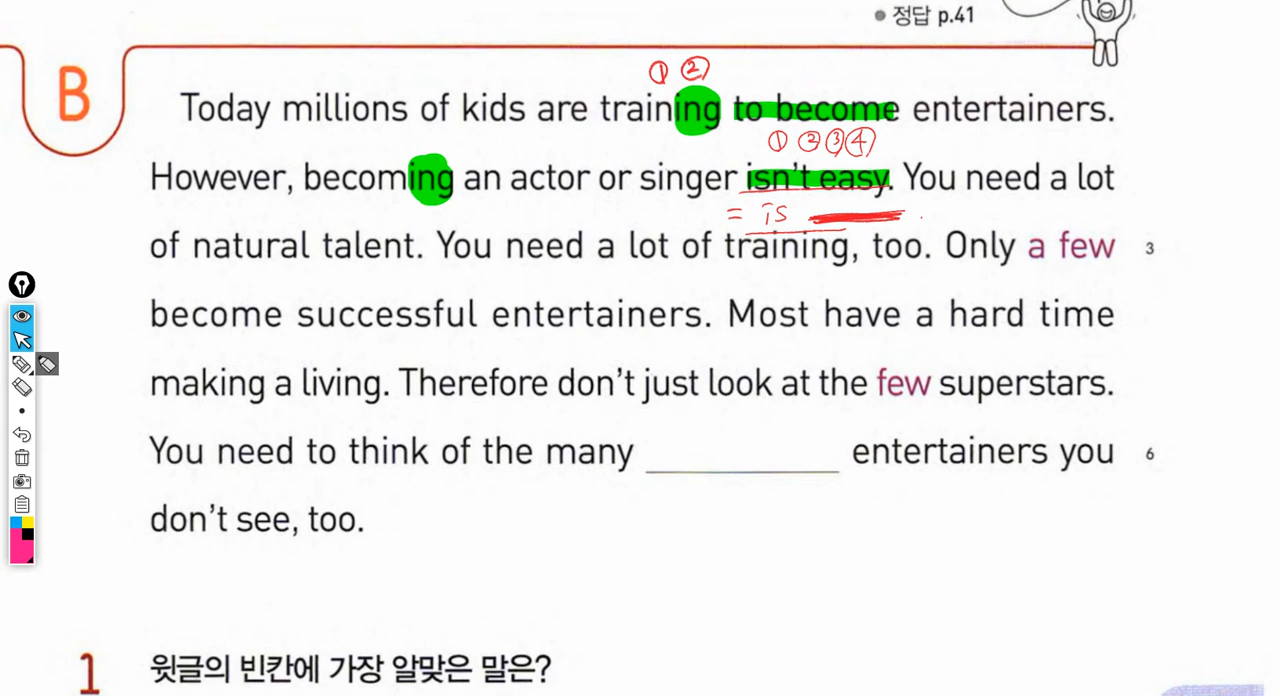 정답 p.41
B
① ②
Today millions of kids are training to become entertainers.
① ② ③ ④
However, becoming an actor or singer isn't easy. You need a lot
= is
of natural talent. You need a lot of training, too. Only a few 3
become successful entertainers. Most have a hard time
making a living. Therefore don't just look at the few superstars.
You need to think of the many __________ entertainers you 6
don't see, too.
1 윗글의 빈칸에 가장 알맞은 말은?